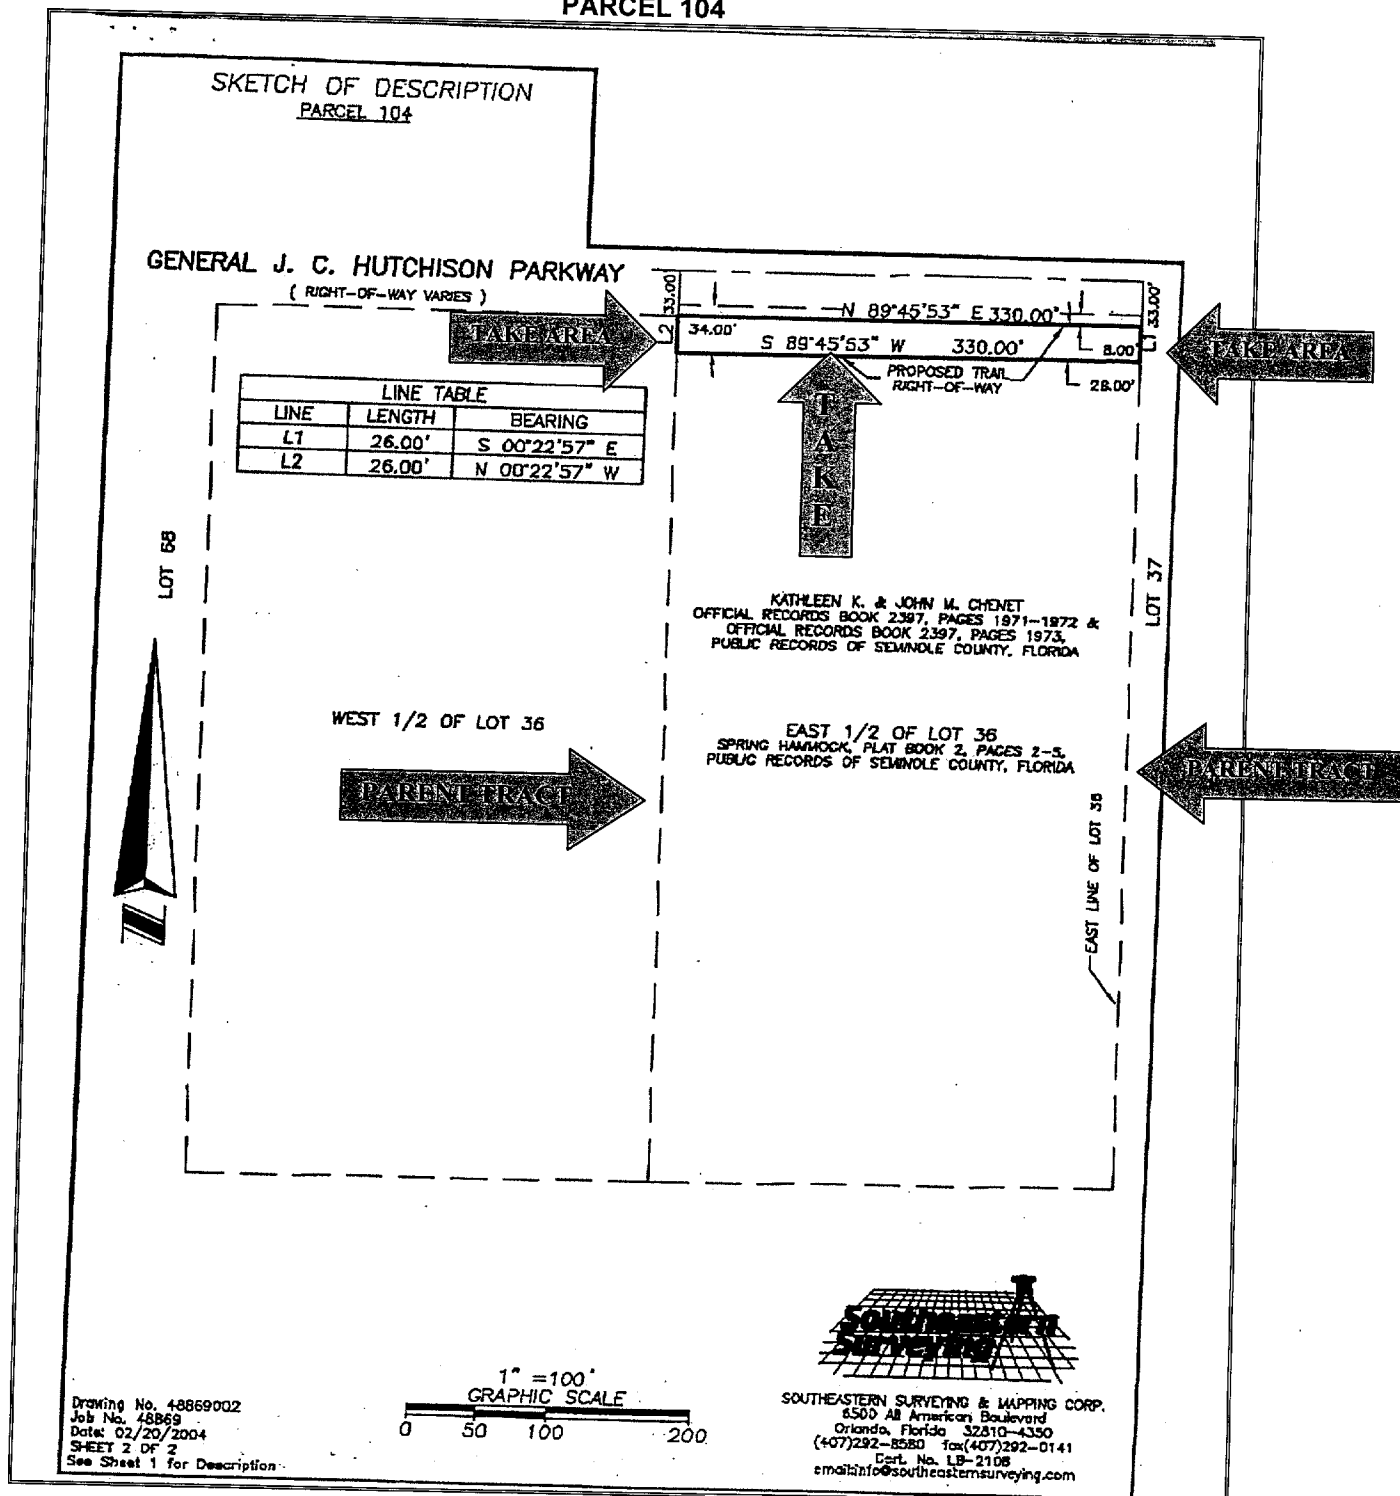 PARCEL 104
SKETCH OF DESCRIPTION
PARCEL 104
GENERAL J. C. HUTCHISON PARKWAY
( RIGHT-OF-WAY VARIES )
33.00'
33.00'
N 89°45'53" E 330.00'
TAKE AREA
L2
34.00'
S 89°45'53" W 330.00'
8.00'
L1
TAKE AREA
PROPOSED TRAIL
RIGHT-OF-WAY
28.00'
TAKE
LINE TABLE
LINE LENGTH BEARING
L1 26.00' S 00°22'57" E
L2 26.00' N 00°22'57" W
LOT 68
LOT 37
KATHLEEN K. & JOHN M. CHENET
OFFICIAL RECORDS BOOK 2397, PAGES 1971-1972 &
OFFICIAL RECORDS BOOK 2397, PAGES 1973,
PUBLIC RECORDS OF SEMINOLE COUNTY, FLORIDA
WEST 1/2 OF LOT 36
EAST 1/2 OF LOT 36
SPRING HAMMOCK, PLAT BOOK 2, PAGES 2-5,
PUBLIC RECORDS OF SEMINOLE COUNTY, FLORIDA
PARENT TRACT
PARENT TRACT
EAST LINE OF LOT 36
Southeastern
Surveying
1" =100'
GRAPHIC SCALE
0 50 100 200
Drawing No. 48869002
Job No. 48869
Date: 02/20/2004
SHEET 2 OF 2
See Sheet 1 for Description
SOUTHEASTERN SURVEYING & MAPPING CORP.
6500 All American Boulevard
Orlando, Florida 32810-4350
(407)292-8580 fax(407)292-0141
Cert. No. LB-2108
email:info@southeasternsurveying.com